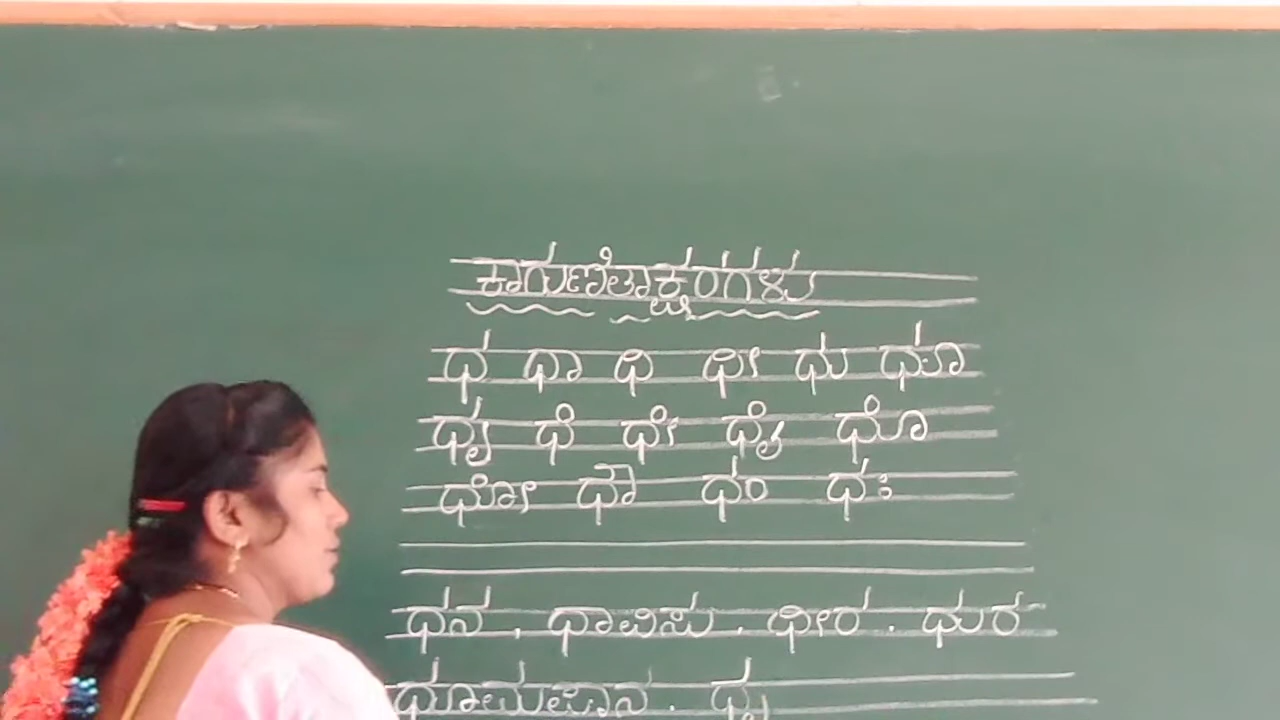 ಕಾಗುಣಿತಾಕ್ಷರಗಳು
ಧ ಧಾ ಧಿ ಧೀ ಧು ಧೂ
ಧೃ ಧೆ ಧೇ ಧೈ ಧೊ
ಧೋ ಧೌ ಧಂ ಧಃ
ಧನ . ಧಾವಿಸು . ಧೀರ . ಧುರ
ಧೂಮಪಾನ . ಧೃ